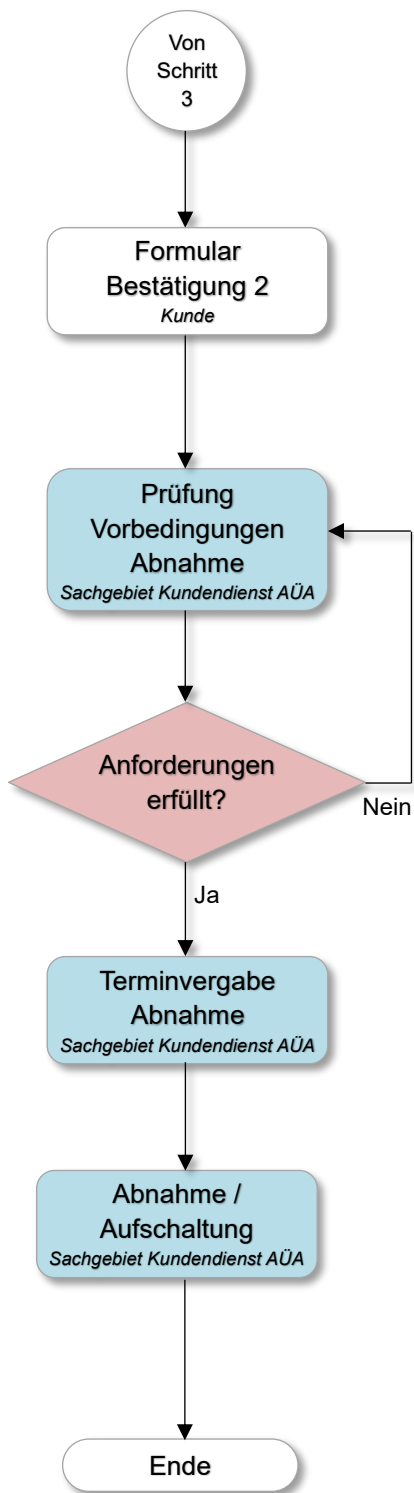 Von
Schritt
3
Formular
Bestätigung 2
Kunde
Prüfung
Vorbedingungen
Abnahme
Sachgebiet Kundendienst AÜA
Anforderungen
erfüllt?
Nein
Ja
Terminvergabe
Abnahme
Sachgebiet Kundendienst AÜA
Abnahme /
Aufschaltung
Sachgebiet Kundendienst AÜA
Ende